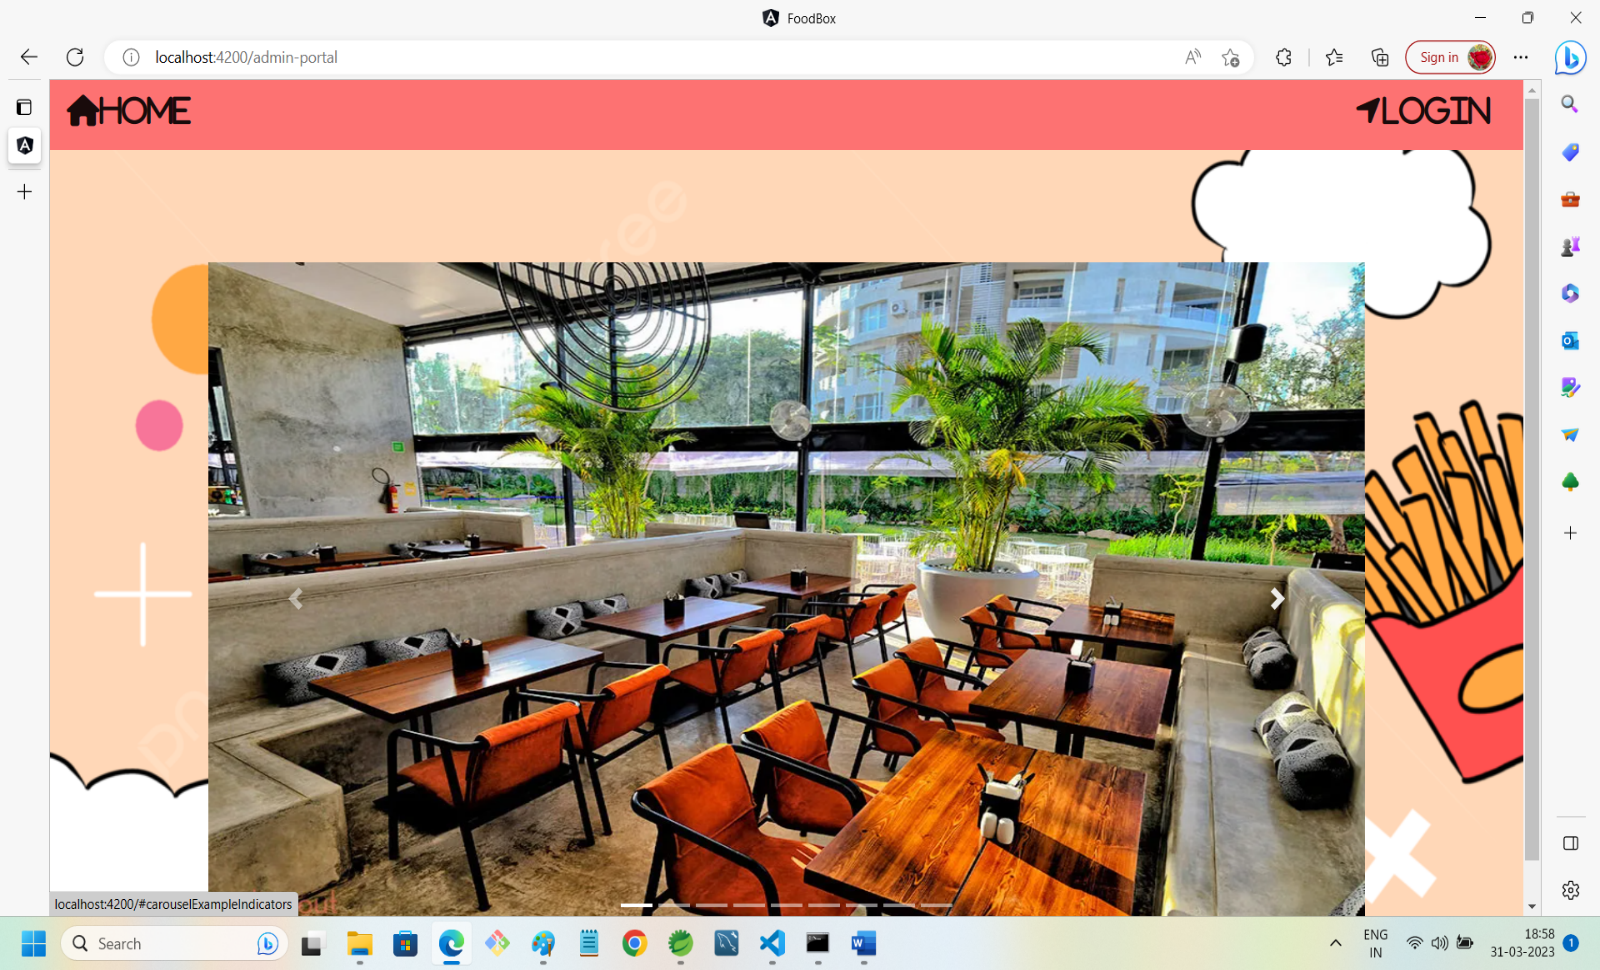 FoodBox
localhost:4200/admin-portal
Sign in
HOME
LOGIN
localhost:4200/#carouselExampleIndicators
Search
ENG
IN
18:58
31-03-2023
1